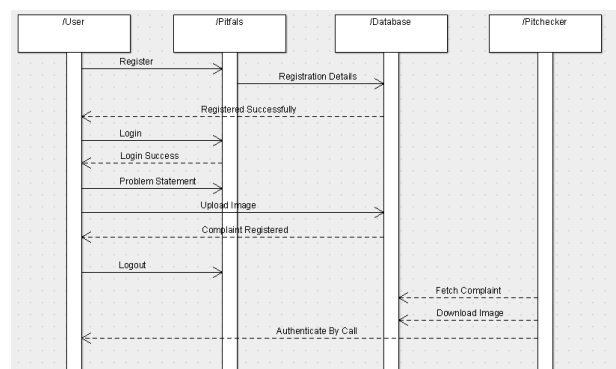 /User
/Pitfals
/Database
/Pitchecker
Register
Registration Details
Registered Successfully
Login
Login Success
Problem Statement
Upload Image
Complaint Registered
Logout
Fetch Complaint
Download Image
Authenticate By Call